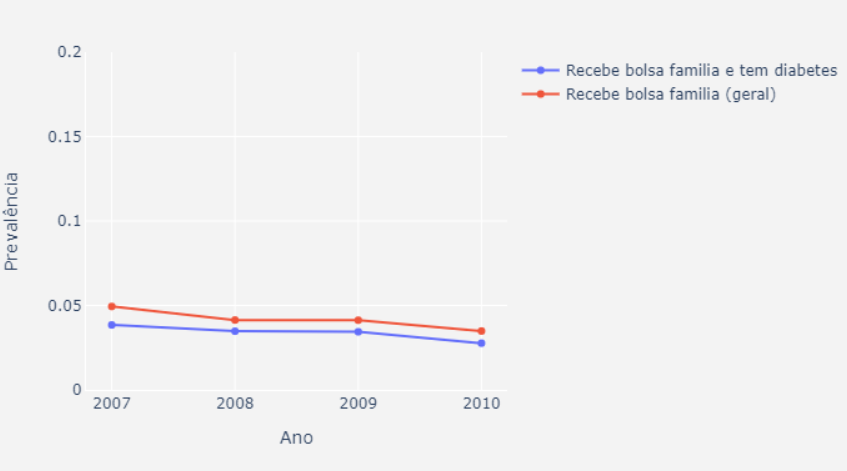 0.2
0.15
0.1
0.05
0
Prevalência
2007 2008 2009 2010
Ano
Recebe bolsa familia e tem diabetes
Recebe bolsa familia (geral)